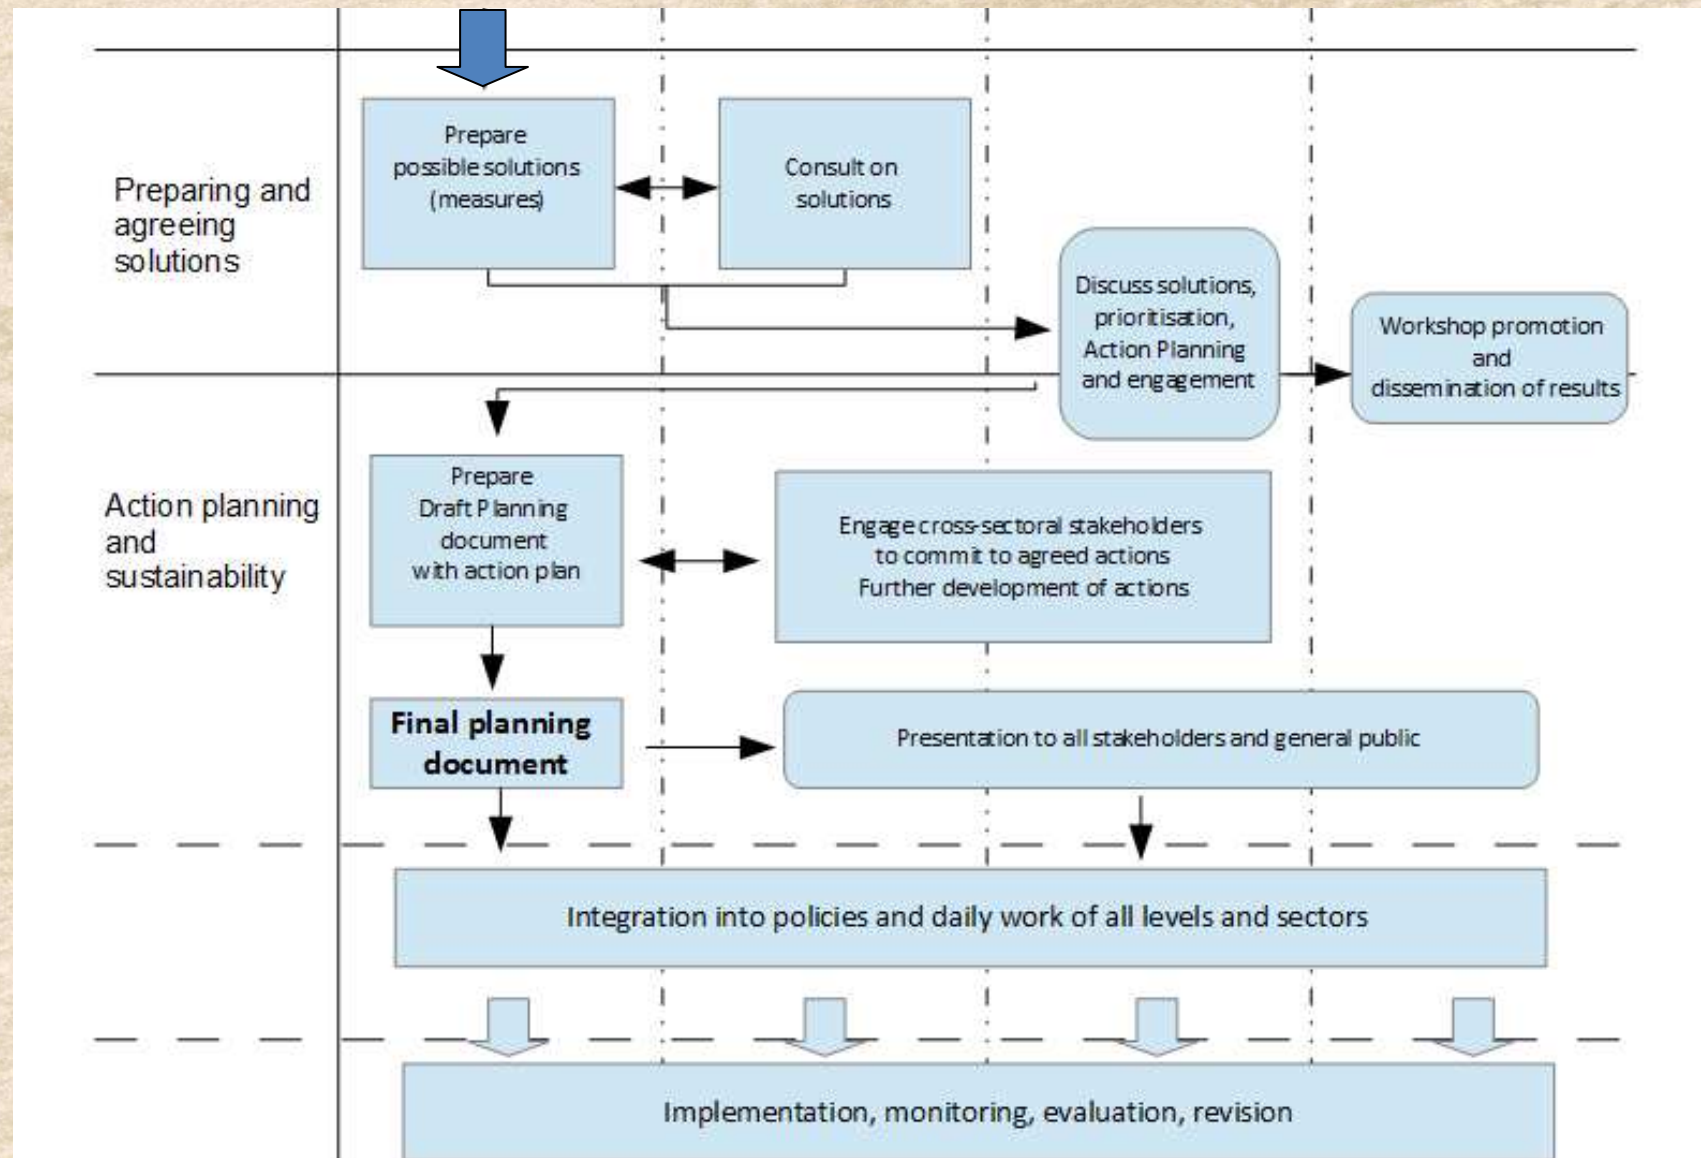 Preparing and
agreeing
solutions
Prepare
possible solutions
(measures)
Consult on
solutions
Discuss solutions,
prioritisation,
Action Planning
and engagement
Workshop promotion
and
dissemination of results
Action planning
and
sustainability
Prepare
Draft Planning
document
with action plan
Engage cross-sectoral stakeholders
to commit to agreed actions
Further development of actions
Final planning
document
Presentation to all stakeholders and general public
Integration into policies and daily work of all levels and sectors
Implementation, monitoring, evaluation, revision